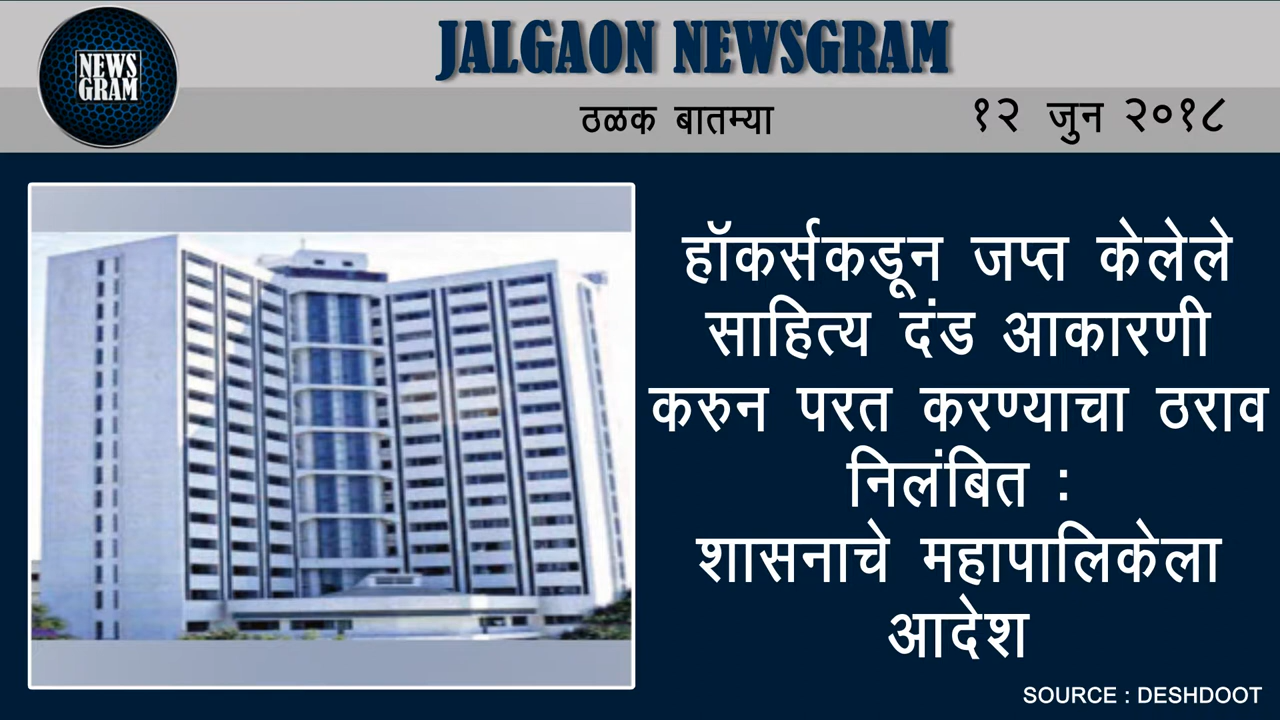 NEWS
GRAM
JALGAON NEWSGRAM
ठळक बातम्या
१२ जुन २०१८
हॉकर्सकडून जप्त केलेले
साहित्य दंड आकारणी
करुन परत करण्याचा ठराव
निलंबित :
शासनाचे महापालिकेला
आदेश
SOURCE : DESHDOOT